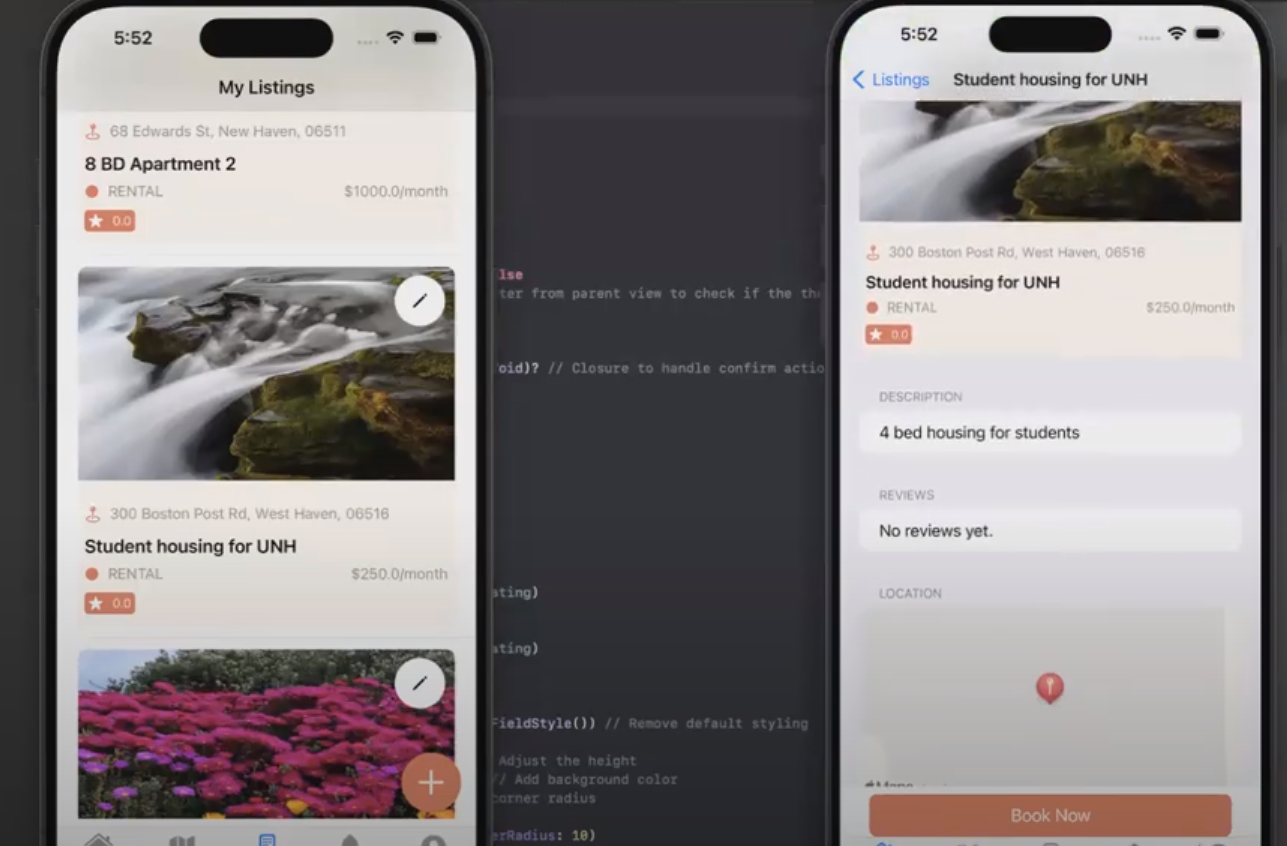 5:52
My Listings
68 Edwards St, New Haven, 06511
8 BD Apartment 2
RENTAL $1000.0/month
0.0
300 Boston Post Rd, West Haven, 06516
Student housing for UNH
RENTAL $250.0/month
0.0
lse
ter from parent view to check if the th
oid)? // Closure to handle confirm actio
ating)
ating)
FieldStyle()) // Remove default styling
Adjust the height
// Add background color
corner radius
erRadius: 10)
5:52
Listings Student housing for UNH
300 Boston Post Rd, West Haven, 06516
Student housing for UNH
RENTAL $250.0/month
0.0
DESCRIPTION
4 bed housing for students
REVIEWS
No reviews yet.
LOCATION
Book Now